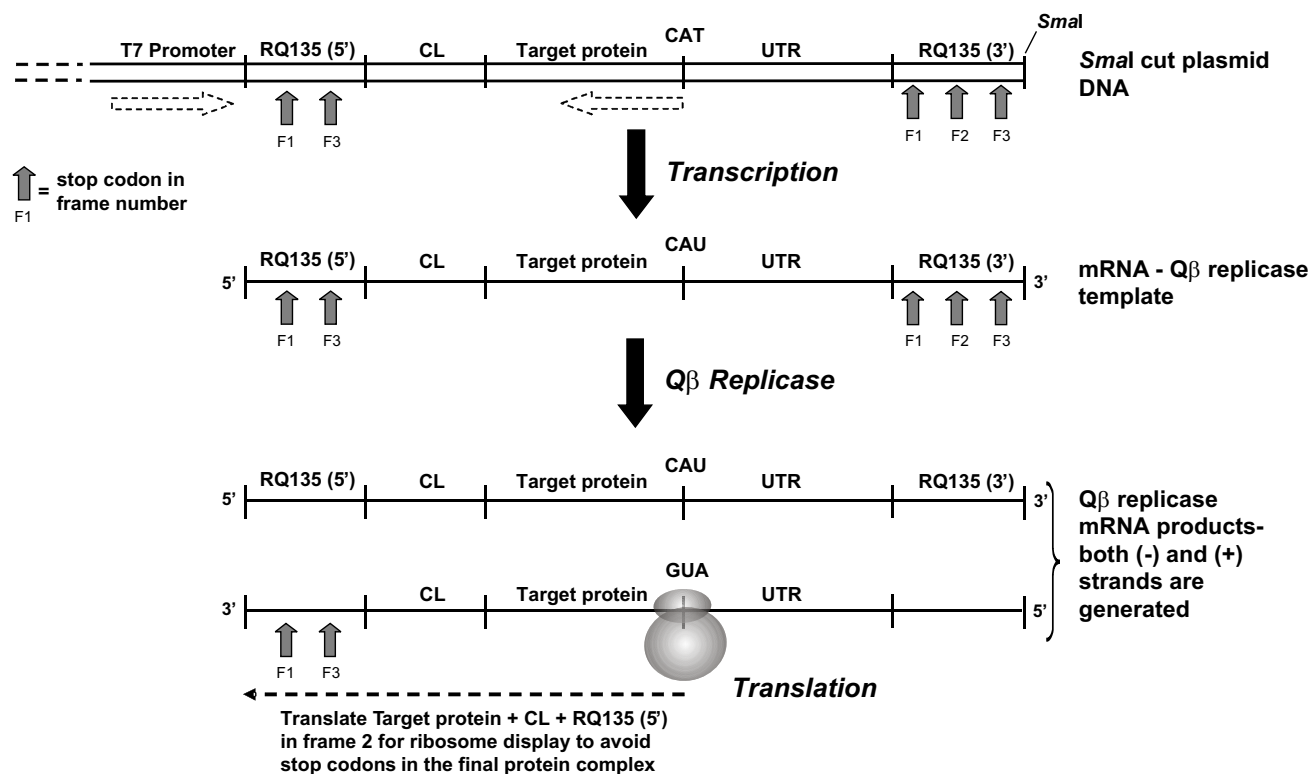 SmaI
CAT
T7 Promoter RQ135 (5’) CL Target protein UTR RQ135 (3’)
SmaI cut plasmid
DNA
F1 F3 F1 F2 F3
Transcription
= stop codon in
frame number
F1
CAU
RQ135 (5’) CL Target protein UTR RQ135 (3’)
5’ 3’
mRNA - Qβ replicase
template
F1 F3 F1 F2 F3
Qβ Replicase
CAU
RQ135 (5’) CL Target protein UTR RQ135 (3’)
5’ 3’
Qβ replicase
mRNA products-
both (-) and (+)
strands are
generated
GUA
CL Target protein UTR
3’ 5’
F1 F3
Translation
Translate Target protein + CL + RQ135 (5’)
in frame 2 for ribosome display to avoid
stop codons in the final protein complex